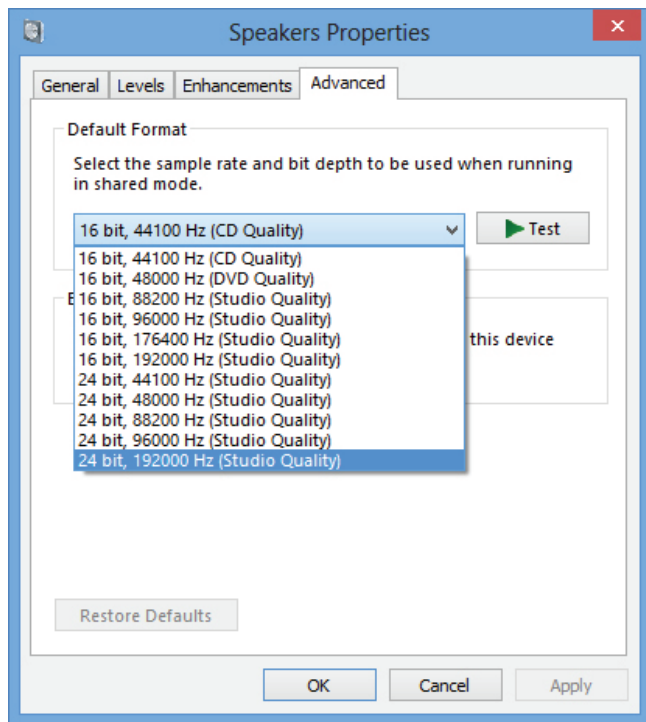 Speakers Properties
General Levels Enhancements Advanced
Default Format
Select the sample rate and bit depth to be used when running
in shared mode.
16 bit, 44100 Hz (CD Quality)
Test
16 bit, 44100 Hz (CD Quality)
16 bit, 48000 Hz (DVD Quality)
E
16 bit, 88200 Hz (Studio Quality)
16 bit, 96000 Hz (Studio Quality)
16 bit, 176400 Hz (Studio Quality)
this device
16 bit, 192000 Hz (Studio Quality)
24 bit, 44100 Hz (Studio Quality)
24 bit, 48000 Hz (Studio Quality)
24 bit, 88200 Hz (Studio Quality)
24 bit, 96000 Hz (Studio Quality)
24 bit, 192000 Hz (Studio Quality)
Restore Defaults
OK Cancel Apply